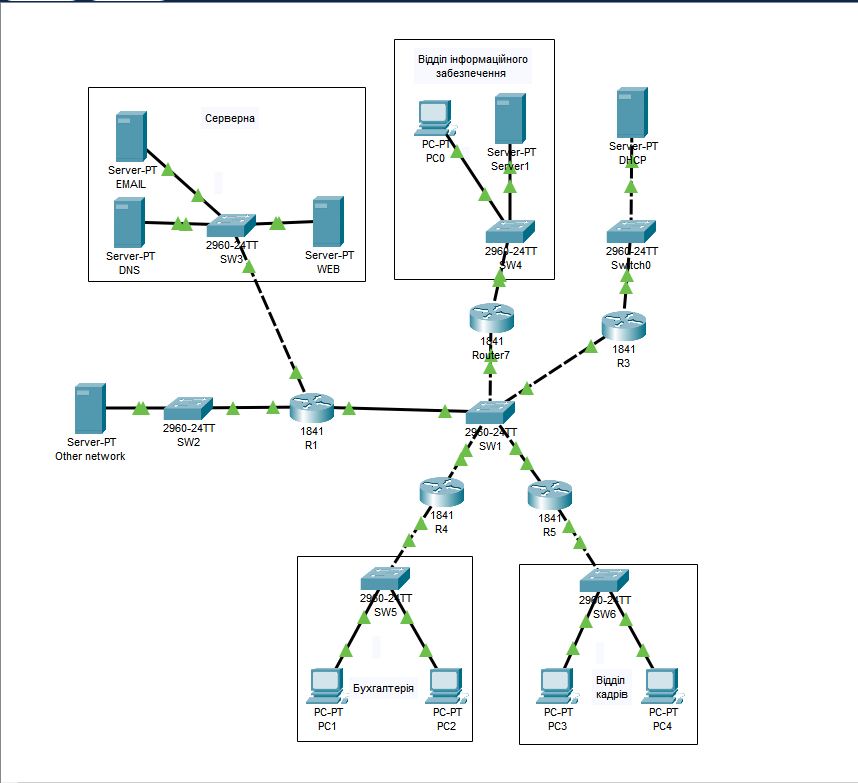 Відділ інформаційного
забезпечення
Серверна
Server-PT
EMAIL
PC-PT
PC0
Server-PT
Server1
Server-PT
DHCP
Server-PT
DNS
2960-24TT
SW3
Server-PT
WEB
2960-24TT
SW4
2960-24TT
Switch0
1841
Router7
1841
R3
Server-PT
Other network
2960-24TT
SW2
1841
R1
2960-24TT
SW1
1841
R4
1841
R5
2960-24TT
SW5
2960-24TT
SW6
Бухгалтерія
Відділ
кадрів
PC-PT
PC1
PC-PT
PC2
PC-PT
PC3
PC-PT
PC4